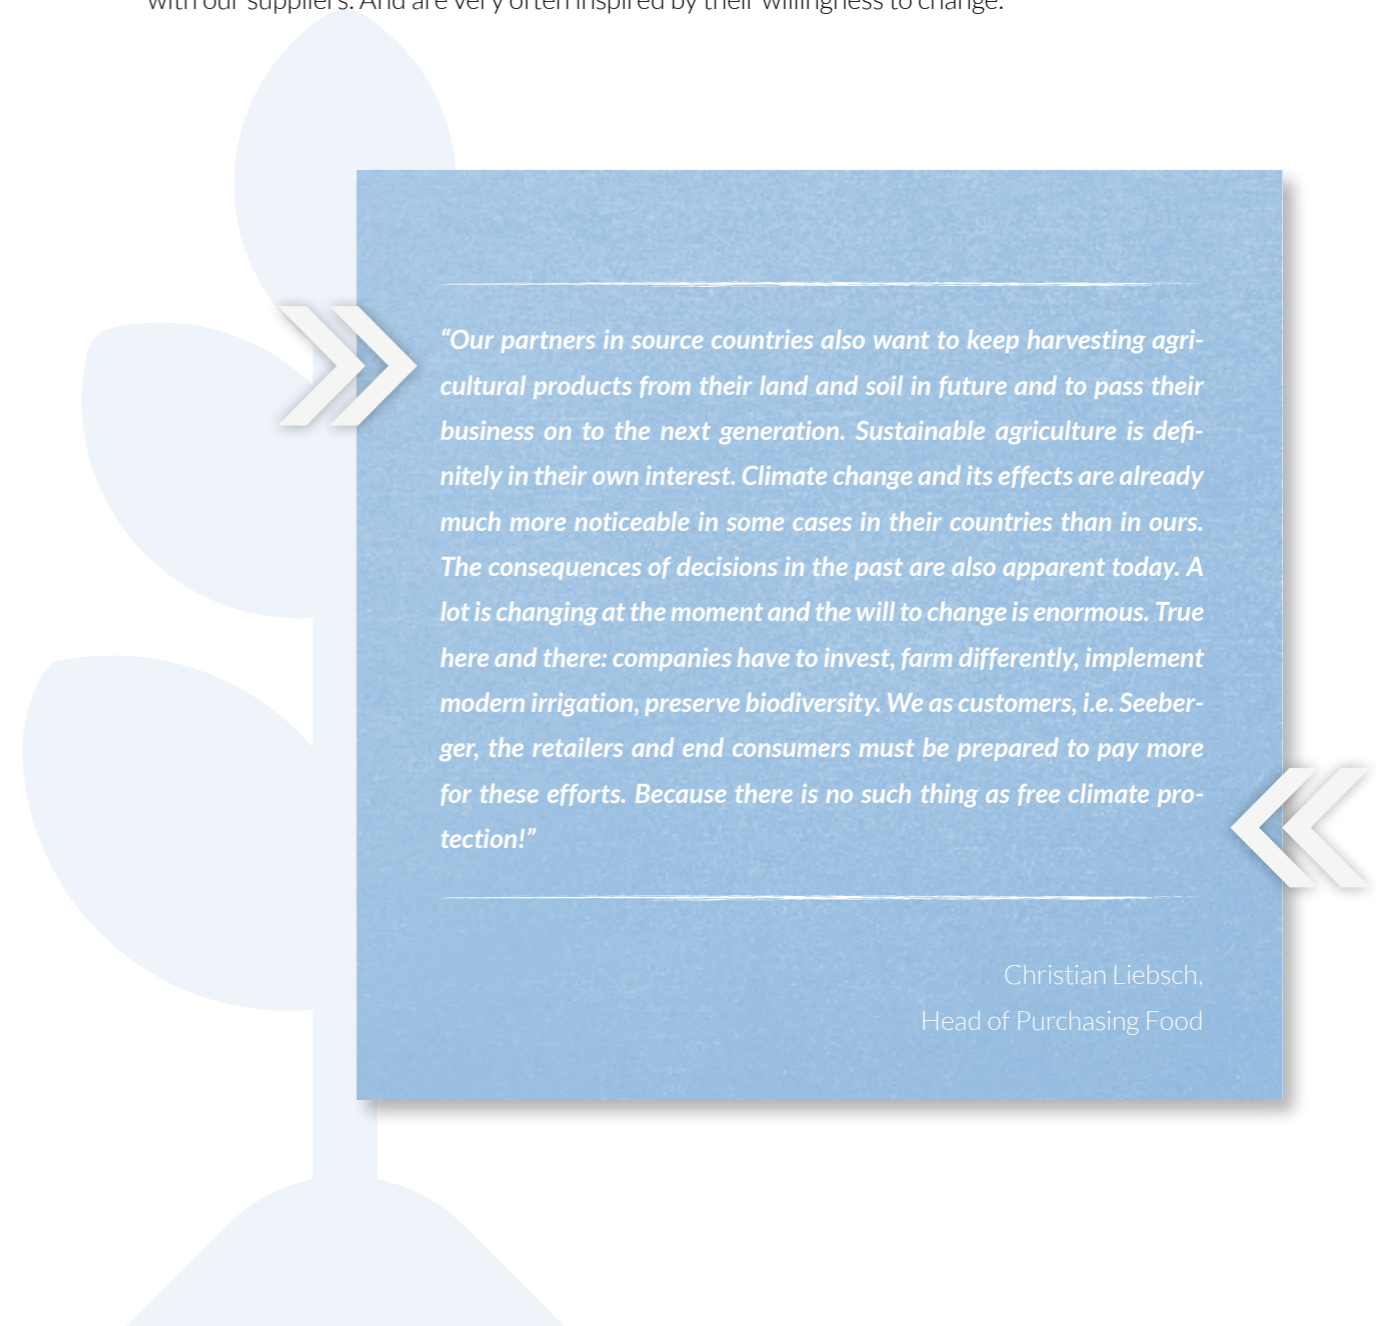 with our suppliers. And are very often inspired by their willingness to change.
“Our partners in source countries also want to keep harvesting agri-
cultural products from their land and soil in future and to pass their
business on to the next generation. Sustainable agriculture is defi-
nitely in their own interest. Climate change and its effects are already
much more noticeable in some cases in their countries than in ours.
The consequences of decisions in the past are also apparent today. A
lot is changing at the moment and the will to change is enormous. True
here and there: companies have to invest, farm differently, implement
modern irrigation, preserve biodiversity. We as customers, i.e. Seeber-
ger, the retailers and end consumers must be prepared to pay more
for these efforts. Because there is no such thing as free climate pro-
tection!”
Christian Liebsch,
Head of Purchasing Food